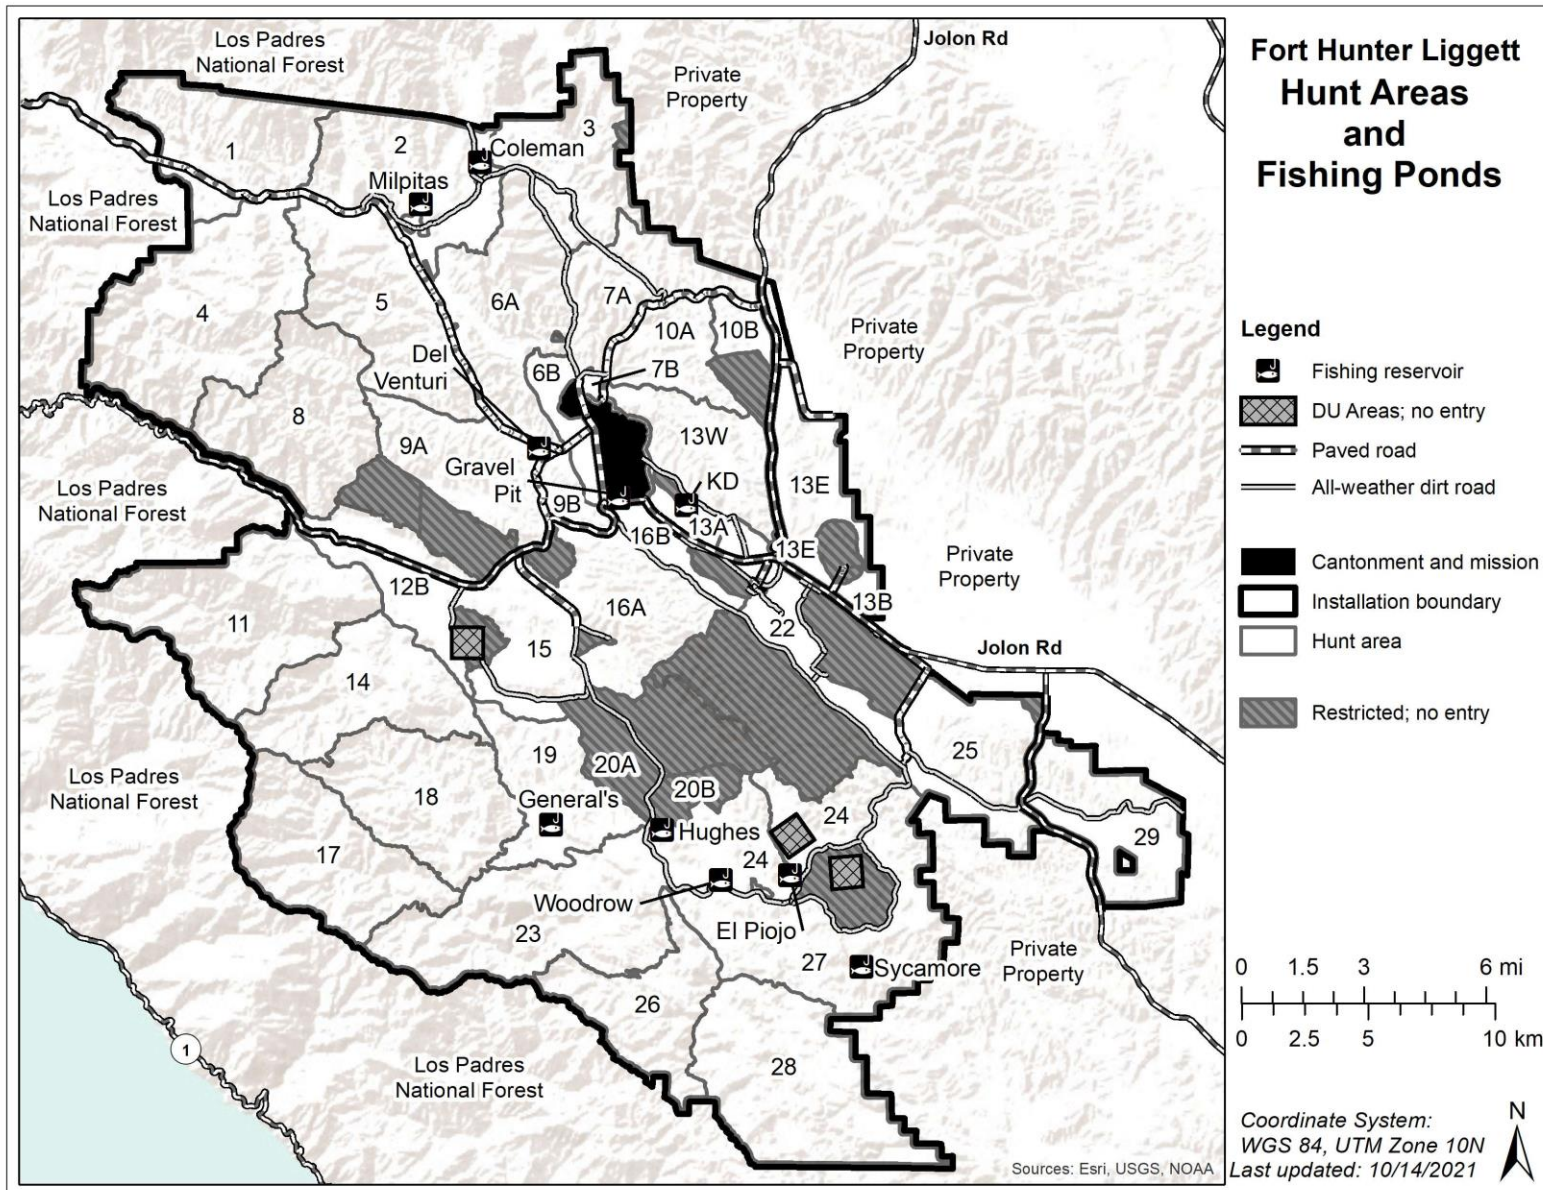 Fort Hunter Liggett
Hunt Areas
and
Fishing Ponds
Los Padres
National Forest
Private
Property
Jolon Rd
1
2
3
Coleman
Milpitas
Los Padres
National Forest
4
5
6A
7A
10A
10B
Private
Property
Del
Venturi
6B
7B
8
9A
13W
Gravel
Pit
KD
13E
Los Padres
National Forest
9B
16B
13A
13E
Private
Property
12B
13B
11
16A
22
15
Jolon Rd
14
19
20A
25
Los Padres
National Forest
18
General's
20B
24
Hughes
29
17
24
Woodrow
El Piojo
23
27
Sycamore
Private
Property
26
28
1
Los Padres
National Forest
Sources: Esri, USGS, NOAA
Legend
Fishing reservoir
DU Areas; no entry
Paved road
All-weather dirt road
Cantonment and mission
Installation boundary
Hunt area
Restricted; no entry
0 1.5 3 6 mi
0 2.5 5 10 km
N
Coordinate System:
WGS 84, UTM Zone 10N
Last updated: 10/14/2021